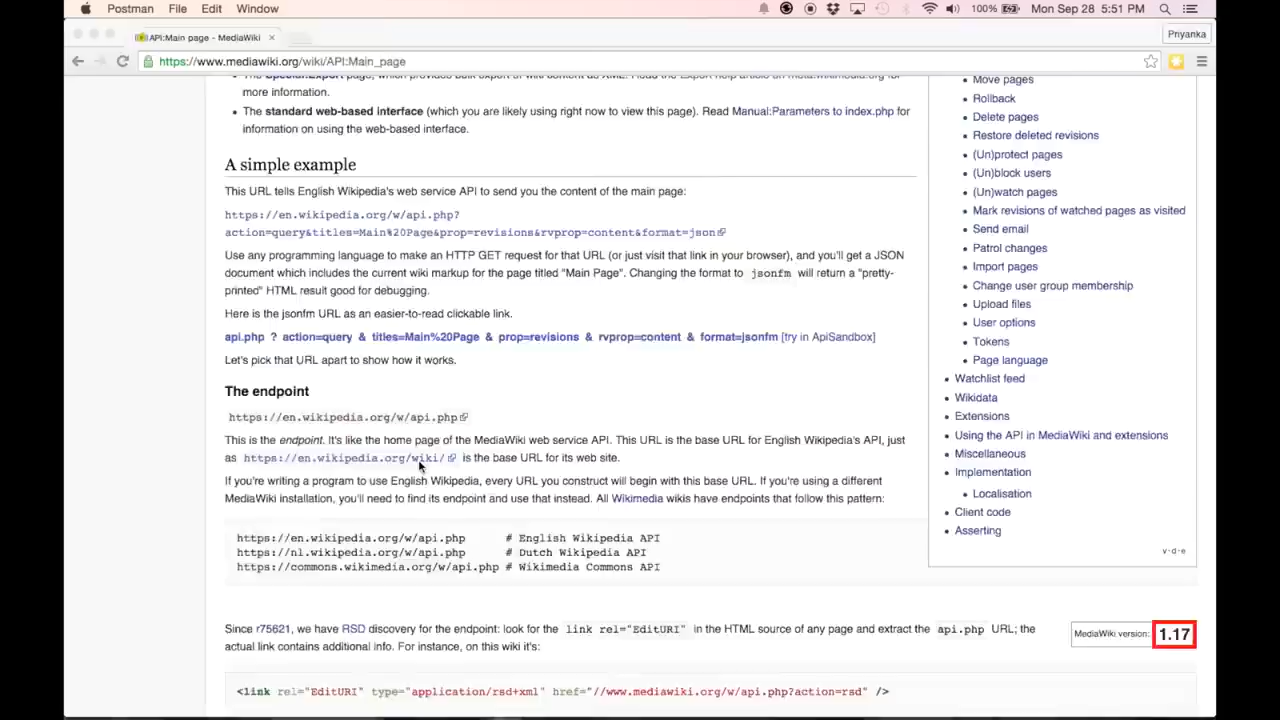 Postman File Edit Window 100% Mon Sep 28 5:51 PM
API:Main page - MediaWiki × Priyanka
https://www.mediawiki.org/wiki/API:Main_page
more information.
The standard web-based interface (which you are likely using right now to view this page). Read Manual:Parameters to index.php for
information on using the web-based interface.
A simple example
This URL tells English Wikipedia's web service API to send you the content of the main page:
https://en.wikipedia.org/w/api.php?
action=query&titles=Main%20Page&prop=revisions&rvprop=content&format=json
Use any programming language to make an HTTP GET request for that URL (or just visit that link in your browser), and you'll get a JSON
document which includes the current wiki markup for the page titled "Main Page". Changing the format to jsonfm will return a "pretty-
printed" HTML result good for debugging.
Here is the jsonfm URL as an easier-to-read clickable link.
api.php ? action=query & titles=Main%20Page & prop=revisions & rvprop=content & format=jsonfm [try in ApiSandbox]
Let's pick that URL apart to show how it works.
The endpoint
https://en.wikipedia.org/w/api.php
This is the endpoint. It's like the home page of the MediaWiki web service API. This URL is the base URL for English Wikipedia's API, just
as https://en.wikipedia.org/wiki/ is the base URL for its web site.
If you're writing a program to use English Wikipedia, every URL you construct will begin with this base URL. If you're using a different
MediaWiki installation, you'll need to find its endpoint and use that instead. All Wikimedia wikis have endpoints that follow this pattern:
https://en.wikipedia.org/w/api.php # English Wikipedia API
https://nl.wikipedia.org/w/api.php # Dutch Wikipedia API
https://commons.wikimedia.org/w/api.php # Wikimedia Commons API
Since r75621, we have RSD discovery for the endpoint: look for the link rel="EditURI" in the HTML source of any page and extract the api.php URL; the
actual link contains additional info. For instance, on this wiki it's:
MediaWiki version: 1.17
<link rel="EditURI" type="application/rsd+xml" href="//www.mediawiki.org/w/api.php?action=rsd" />
Move pages
Rollback
Delete pages
Restore deleted revisions
(Un)protect pages
(Un)block users
(Un)watch pages
Mark revisions of watched pages as visited
Send email
Patrol changes
Import pages
Change user group membership
Upload files
User options
Tokens
Page language
Watchlist feed
Wikidata
Extensions
Using the API in MediaWiki and extensions
Miscellaneous
Implementation
Localisation
Client code
Asserting
v·d·e